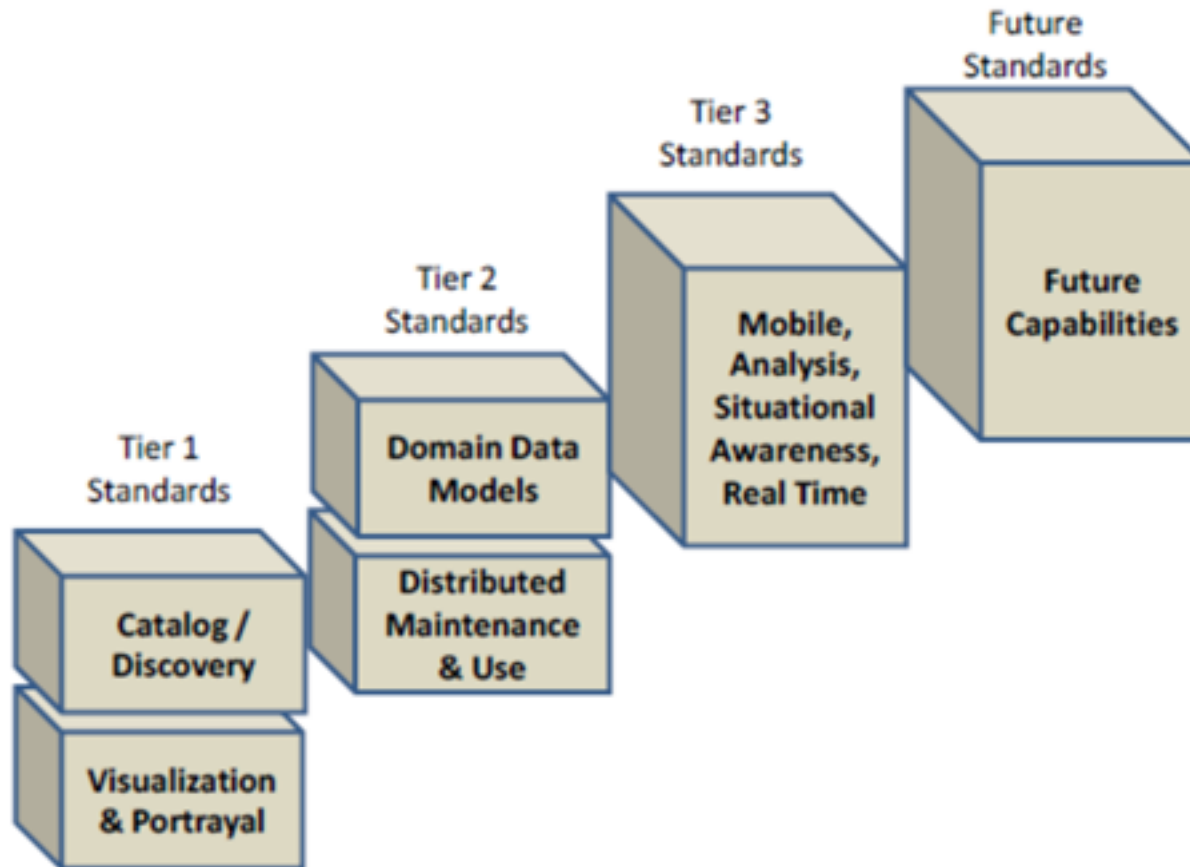 Tier 1
Standards
Catalog /
Discovery
Visualization
& Portrayal
Tier 2
Standards
Domain Data
Models
Distributed
Maintenance
& Use
Tier 3
Standards
Mobile,
Analysis,
Situational
Awareness,
Real Time
Future
Standards
Future
Capabilities